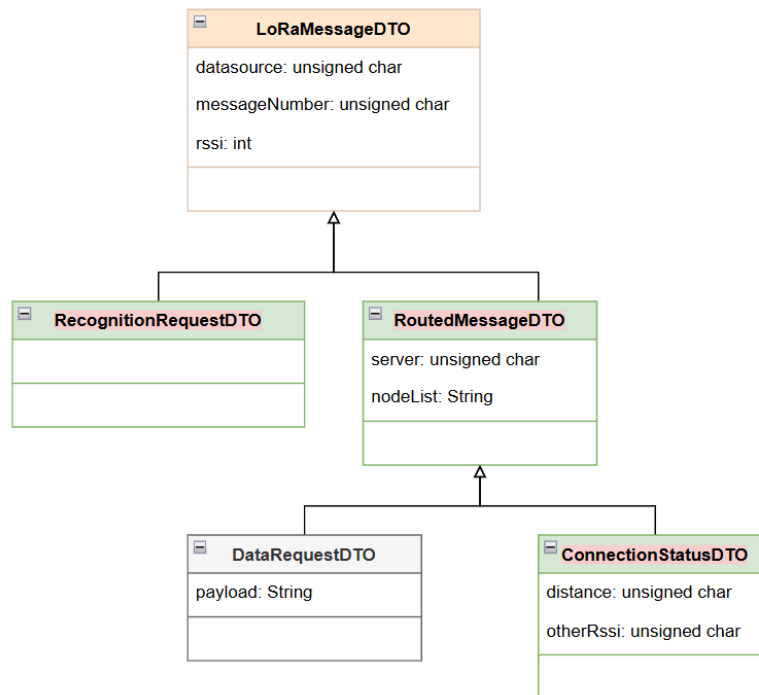 LoRaMessageDTO
datasource: unsigned char
messageNumber: unsigned char
rssi: int
RecognitionRequestDTO
RoutedMessageDTO
server: unsigned char
nodeList: String
DataRequestDTO
payload: String
ConnectionStatusDTO
distance: unsigned char
otherRssi: unsigned char